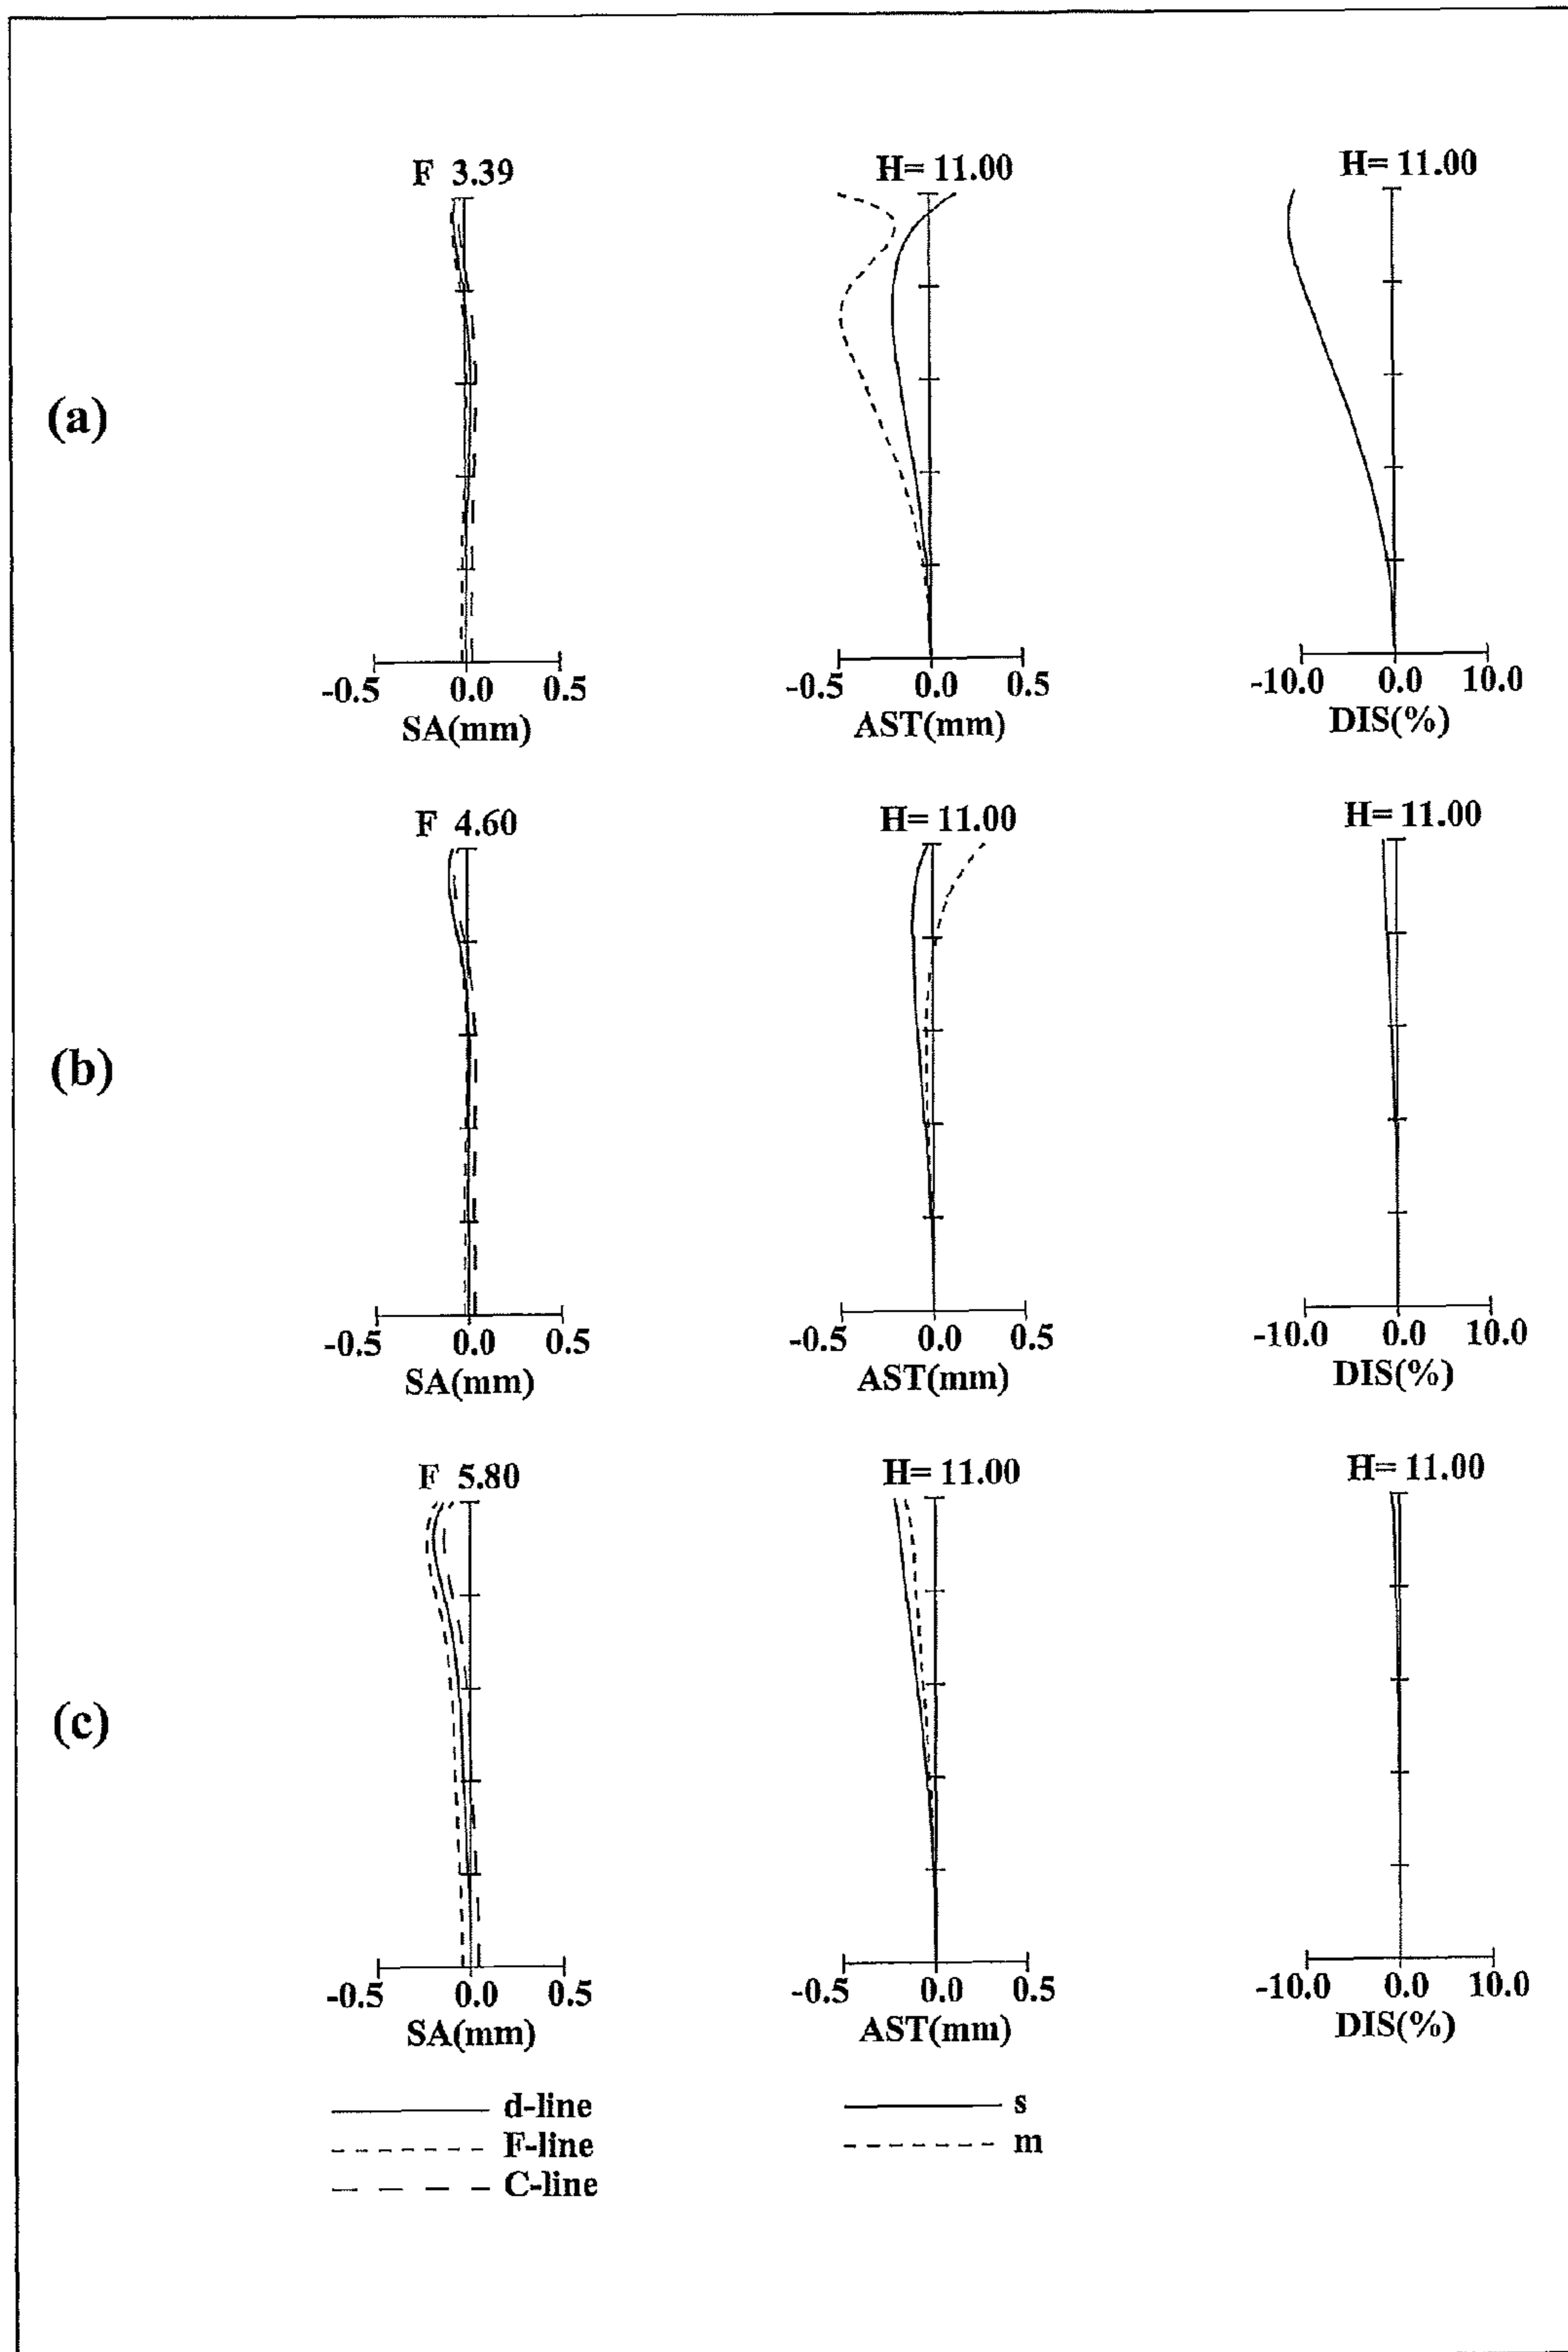 (a)
F 3.39
-0.5 0.0 0.5
SA(mm)
H= 11.00
-0.5 0.0 0.5
AST(mm)
H= 11.00
-10.0 0.0 10.0
DIS(%)
(b)
F 4.60
-0.5 0.0 0.5
SA(mm)
H= 11.00
-0.5 0.0 0.5
AST(mm)
H= 11.00
-10.0 0.0 10.0
DIS(%)
(c)
F 5.80
-0.5 0.0 0.5
SA(mm)
H= 11.00
-0.5 0.0 0.5
AST(mm)
H= 11.00
-10.0 0.0 10.0
DIS(%)
d-line
F-line
C-line
s
m